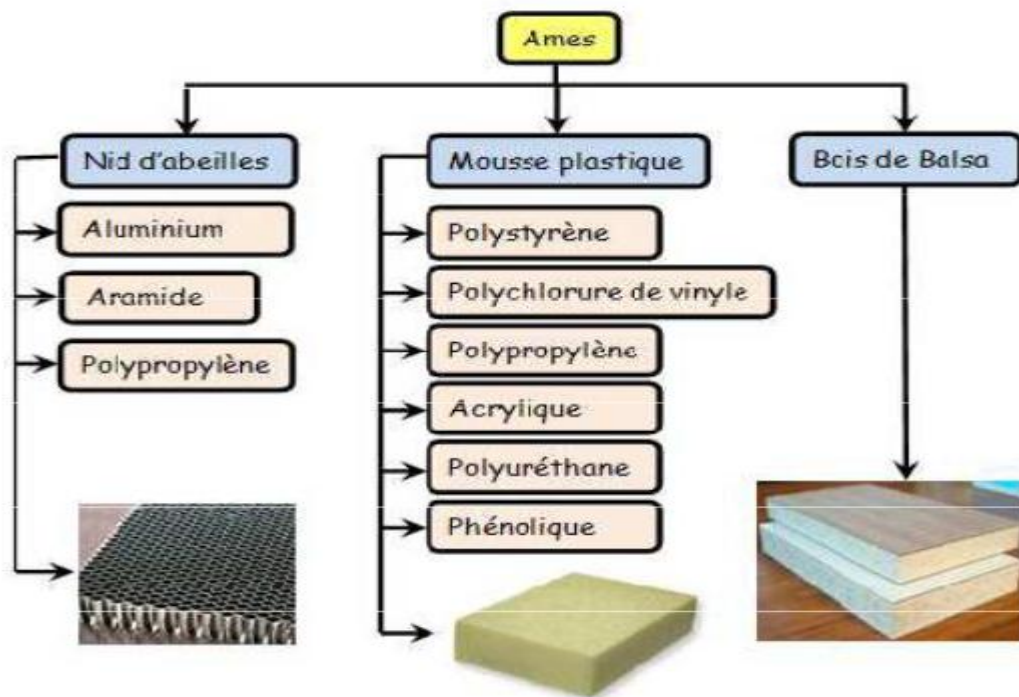 Ames
Nid d'abeilles
Aluminium
Aramide
Polypropylène
Mousse plastique
Polystyrène
Polychlorure de vinyle
Polypropylène
Acrylique
Polyuréthane
Phénolique
Bois de Balsa